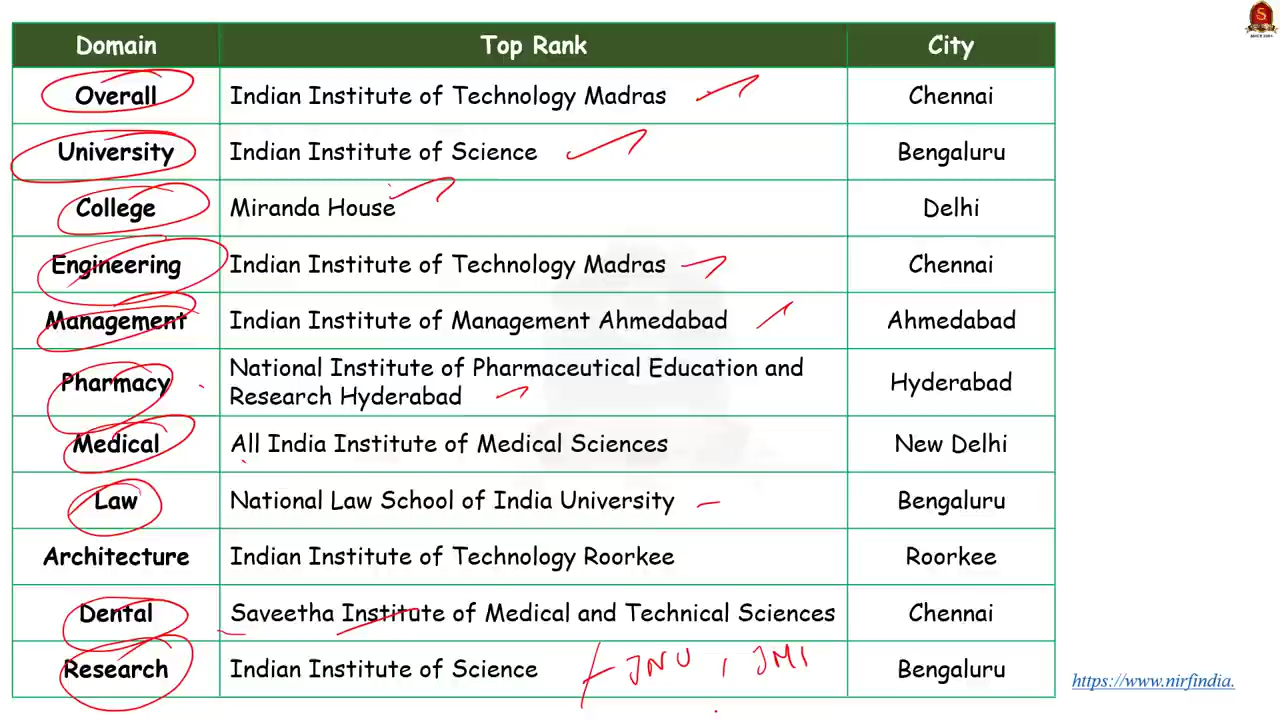 Domain Top Rank City
Overall Indian Institute of Technology Madras Chennai
University Indian Institute of Science Bengaluru
College Miranda House Delhi
Engineering Indian Institute of Technology Madras Chennai
Management Indian Institute of Management Ahmedabad Ahmedabad
Pharmacy National Institute of Pharmaceutical Education and
Research Hyderabad Hyderabad
Medical All India Institute of Medical Sciences New Delhi
Law National Law School of India University Bengaluru
Architecture Indian Institute of Technology Roorkee Roorkee
Dental Saveetha Institute of Medical and Technical Sciences Chennai
Research Indian Institute of Science JNU , JMI Bengaluru
https://www.nirfindia.